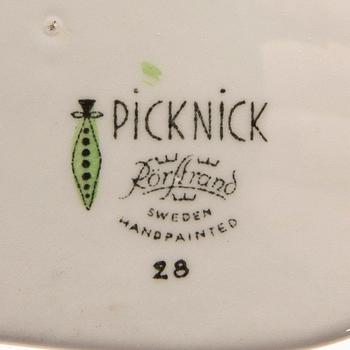 PiCKNiCK
Rörstrand
SWEDEN
HANDPAINTED
28